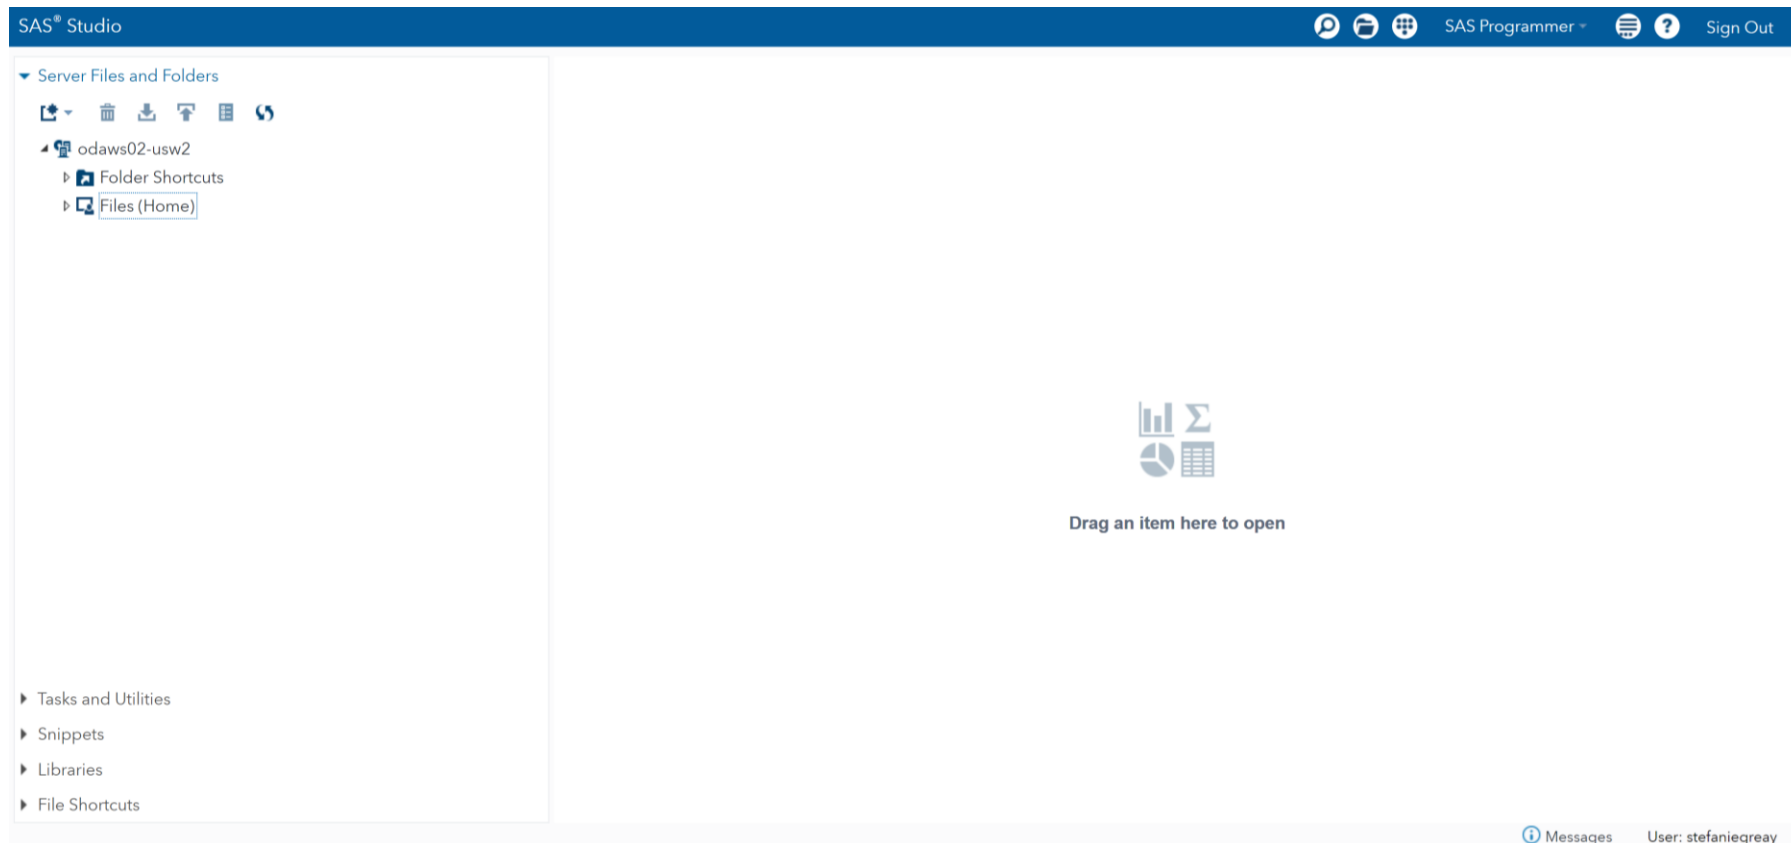 SAS® Studio
SAS Programmer
Sign Out
Server Files and Folders
odaws02-usw2
Folder Shortcuts
Files (Home)
Drag an item here to open
Tasks and Utilities
Snippets
Libraries
File Shortcuts
Messages
User: stefaniegreay